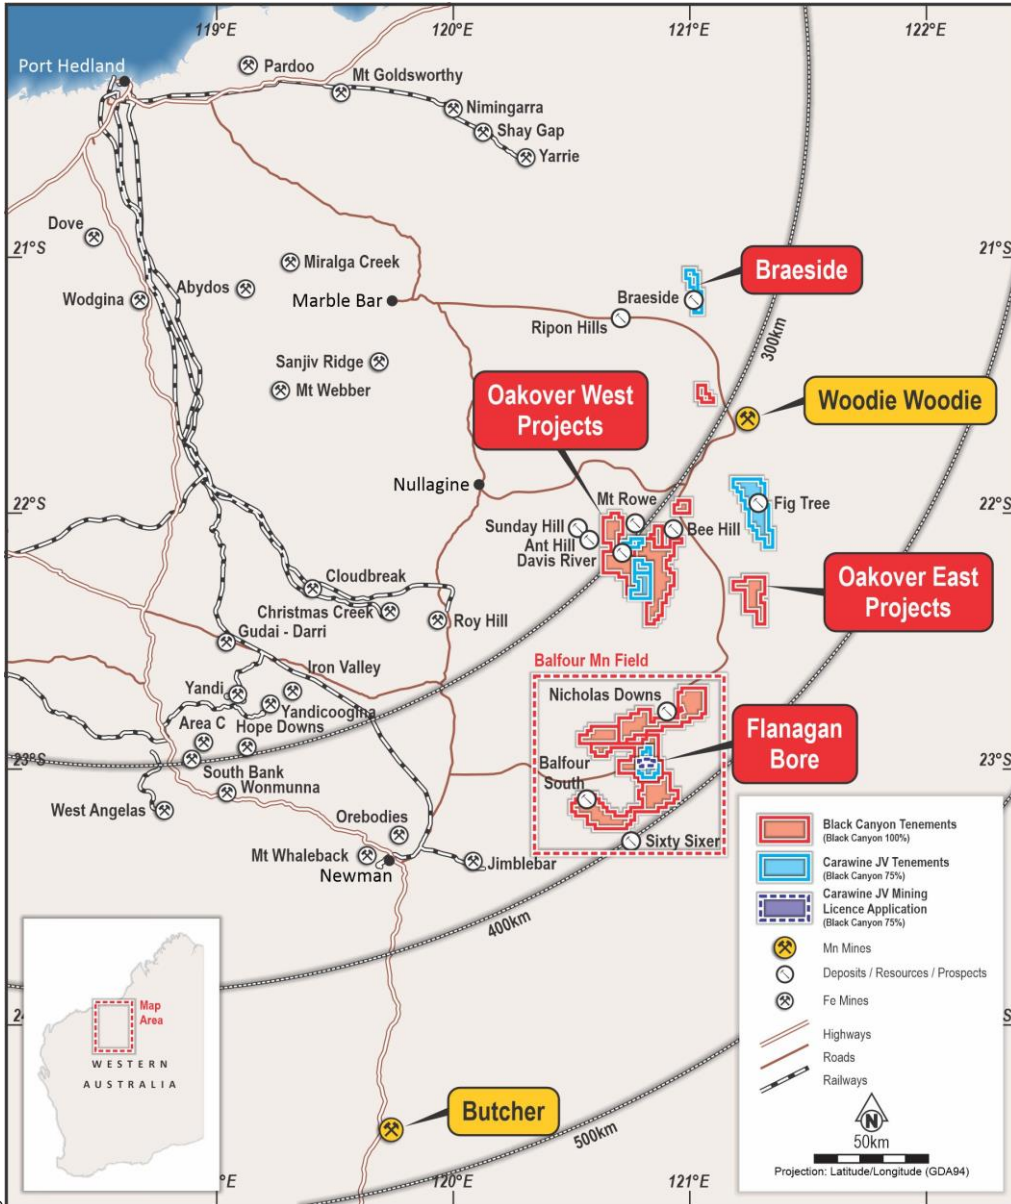 119°E
120°E
121°E
122°E
Port Hedland
Pardoo
Mt Goldsworthy
Nimingarra
Shay Gap
Yarrie
Dove
21°S
21°S
Miralga Creek
Abydos
Wodgina
Marble Bar
Braeside
Braeside
Ripon Hills
300km
Sanjiv Ridge
Mt Webber
Oakover West
Projects
Woodie Woodie
Nullagine
22°S
22°S
Mt Rowe
Sunday Hill
Ant Hill
Davis River
Bee Hill
Fig Tree
Cloudbreak
Christmas Creek
Roy Hill
Gudai - Darri
Oakover East
Projects
Iron Valley
Yandi
Yandicoogina
Area C
Hope Downs
Balfour Mn Field
Nicholas Downs
Flanagan
Bore
Balfour
South
23°S
23°S
South Bank
Wonmunna
West Angelas
Orebodies
Mt Whaleback
Newman
Jimblebar
Sixty Sixer
400km
Black Canyon Tenements
(Black Canyon 100%)
Carawine JV Tenements
(Black Canyon 75%)
Carawine JV Mining
Licence Application
(Black Canyon 75%)
Mn Mines
Deposits / Resources / Prospects
Fe Mines
Highways
Roads
Railways
N
50km
Projection: Latitude/Longitude (GDA94)
Map
Area
WESTERN
AUSTRALIA
Butcher
500km
120°E
121°E